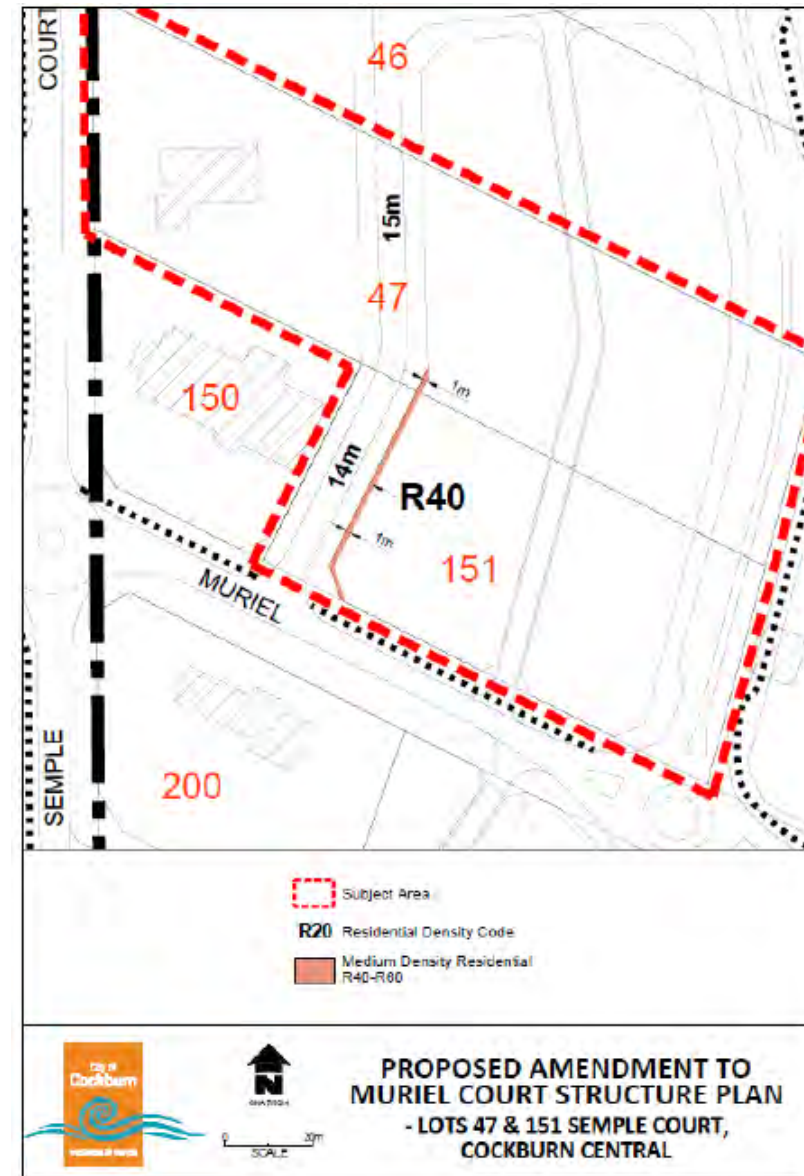 COURT
46
15m
47
1m
150
14m
R40
1m
151
MURIEL
SEMPLE
200
Subject Area
R20 Residential Density Code
Medium Density Residential
R40-R60
City of
Cockburn
N
0 20m
SCALE
PROPOSED AMENDMENT TO
MURIEL COURT STRUCTURE PLAN
- LOTS 47 & 151 SEMPLE COURT,
COCKBURN CENTRAL